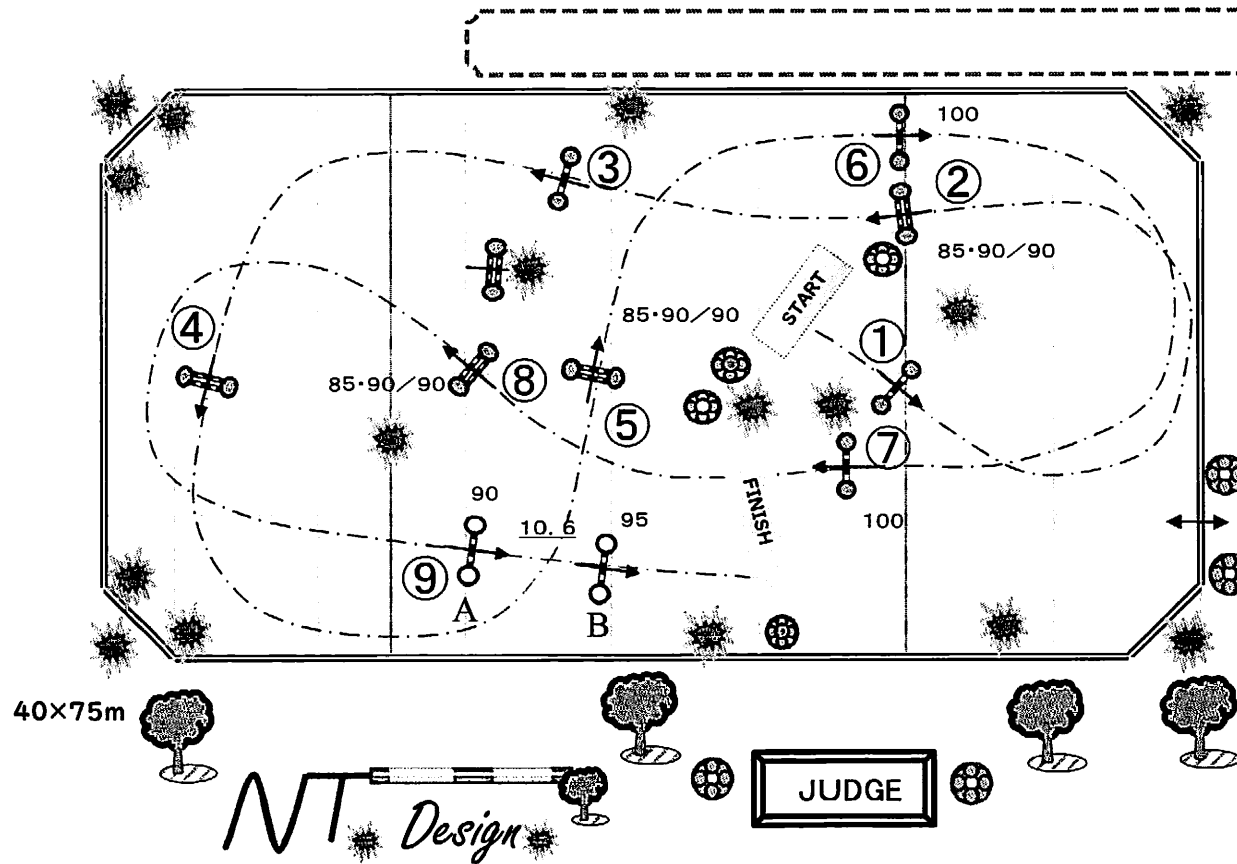 100
③
⑥
②
85・90/90
START
④
85・90/90
①
85・90/90
⑧
⑤
⑦
FINISH
90
10. 6
95
100
⑨
A
B
40×75m
NT
Design
JUDGE